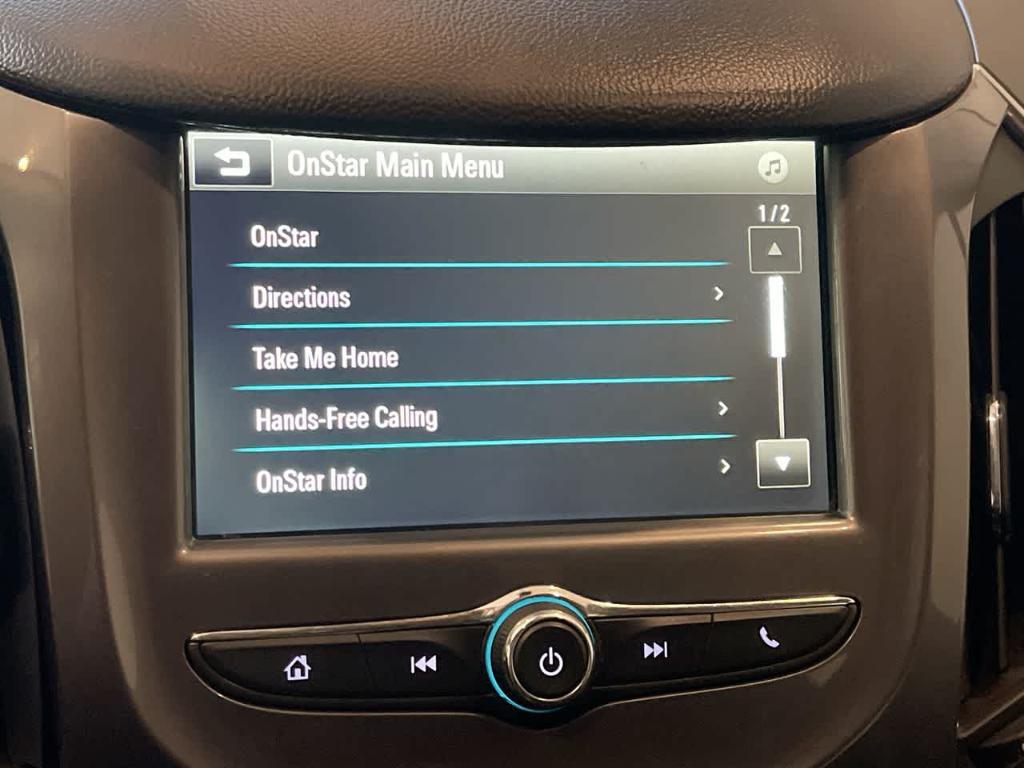 OnStar Main Menu
1/2
OnStar
Directions
Take Me Home
Hands-Free Calling
OnStar Info